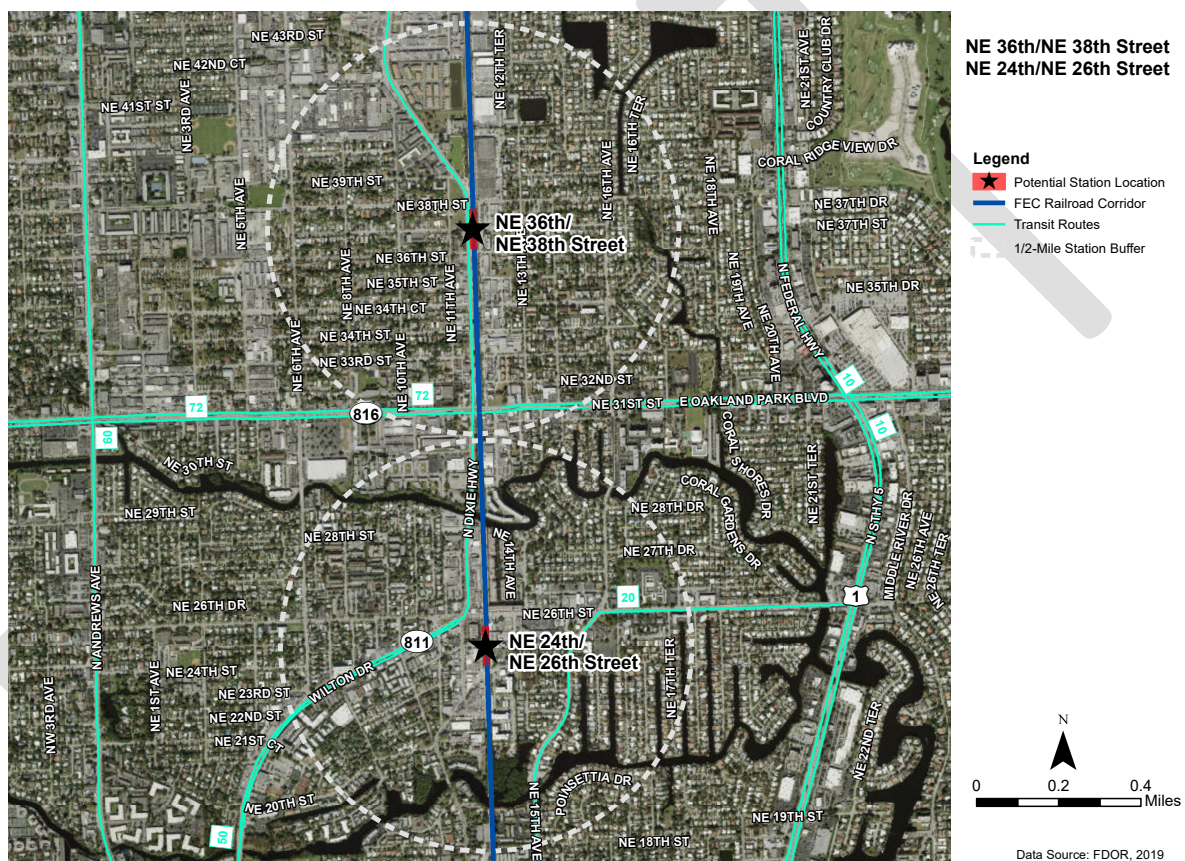 NE 36th/NE 38th Street
NE 24th/NE 26th Street
Legend
Potential Station Location
FEC Railroad Corridor
Transit Routes
1/2-Mile Station Buffer
NE 43RD ST
NE 42ND CT
NE 41ST ST
NE 3RD AVE
NE 12TH TER
NE 16TH TER
NE 16TH AVE
NE 21ST AVE
COUNTRY CLUB DR
CORAL RIDGE VIEW DR
NE 18TH AVE
NE 39TH ST
NE 5TH AVE
NE 38TH ST
NE 37TH DR
NE 37TH ST
NE 36th/
NE 38th Street
NE 36TH ST
NE 8TH AVE
NE 35TH ST
NE 34TH CT
NE 11TH AVE
NE 13TH
NE 19TH AVE
NE 20TH AVE
N FEDERAL HWY
NE 35TH DR
NE 34TH ST
NE 6TH AVE
NE 33RD ST
NE 10TH AVE
NE 32ND ST
72
72
816
NE 31ST ST
E OAKLAND PARK BLVD
10
10
60
NE 30TH ST
NE 29TH ST
NE 28TH ST
N DIXIE HWY
NE 14TH AVE
CORAL SHORES DR
CORAL GARDENS DR
NE 21ST TER
NE 28TH DR
NE 27TH DR
N ST HY 5
MIDDLE RIVER DR
NE 26TH AVE
NE 26TH TER
N ANDREWS AVE
NE 26TH DR
NE 26TH ST
20
1
811
NE 24th/
NE 26th Street
NE 24TH ST
NE 23RD ST
NE 22ND ST
NE 21ST CT
WILTON DR
NW 3RD AVE
NE 1ST AVE
NE 17TH TER
NE 22ND TER
NE 20TH ST
50
NE 15TH AVE
POINSETTIA DR
NE 18TH ST
NE 19TH ST
N
0 0.2 0.4
Miles
Data Source: FDOR, 2019